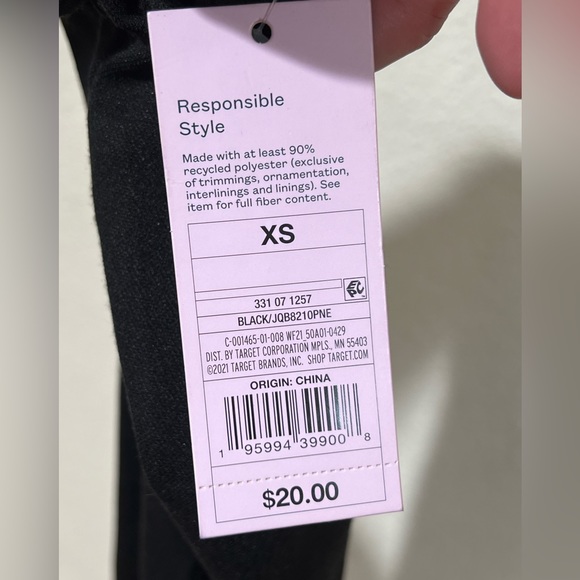 Responsible
Style
Made with at least 90%
recycled polyester (exclusive
of trimmings, ornamentation,
interlinings and linings). See
item for full fiber content.
XS
331 07 1257
BLACK/JQB8210PNE
C-001465-01-008 WF21_50A01-0429
DIST. BY TARGET CORPORATION MPLS., MN 55403
©2021 TARGET BRANDS, INC. SHOP TARGET.COM
ORIGIN: CHINA
1 95994 39900 8
$20.00